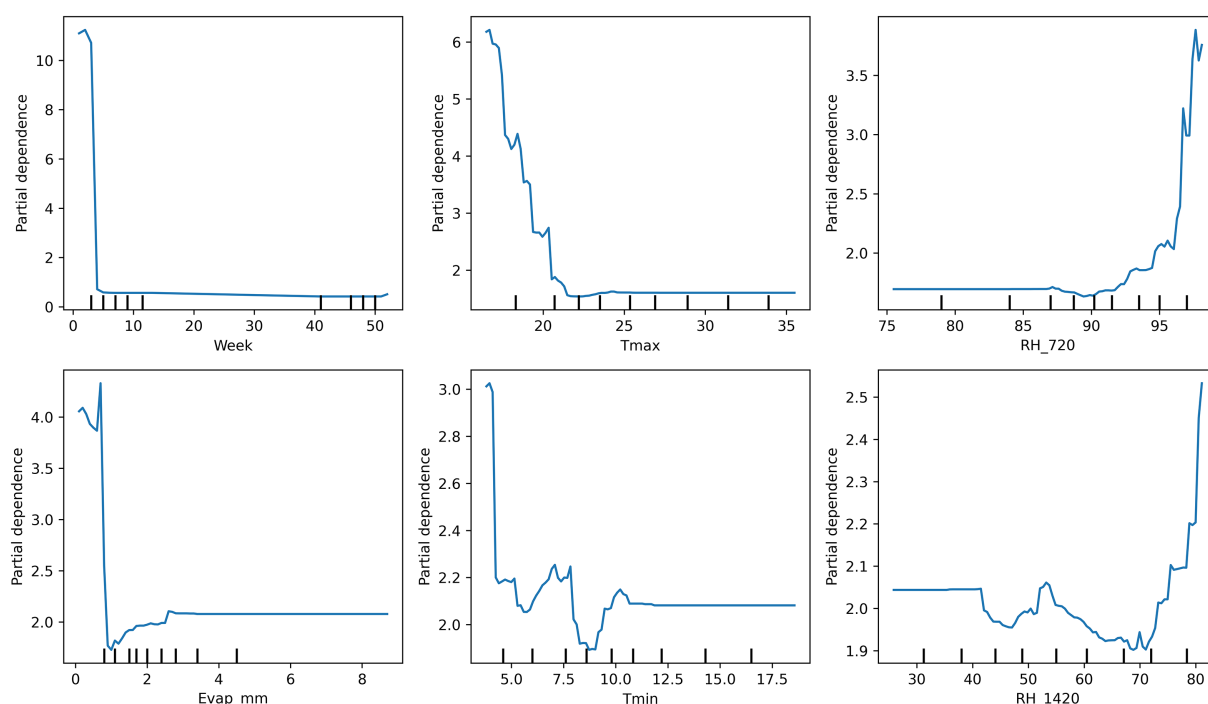 Partial dependence
10
8
6
4
2
0
0 10 20 30 40 50
Week
Partial dependence
6
5
4
3
2
20 25 30 35
Tmax
Partial dependence
3.5
3.0
2.5
2.0
75 80 85 90 95
RH_720
Partial dependence
4.0
3.5
3.0
2.5
2.0
0 2 4 6 8
Evap_mm
Partial dependence
3.0
2.8
2.6
2.4
2.2
2.0
5.0 7.5 10.0 12.5 15.0 17.5
Tmin
Partial dependence
2.5
2.4
2.3
2.2
2.1
2.0
1.9
30 40 50 60 70 80
RH_1420